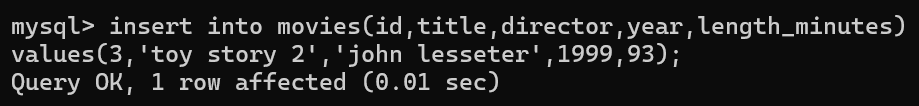 mysql> insert into movies(id,title,director,year,length_minutes)
values(3,'toy story 2','john lesseter',1999,93);
Query OK, 1 row affected (0.01 sec)